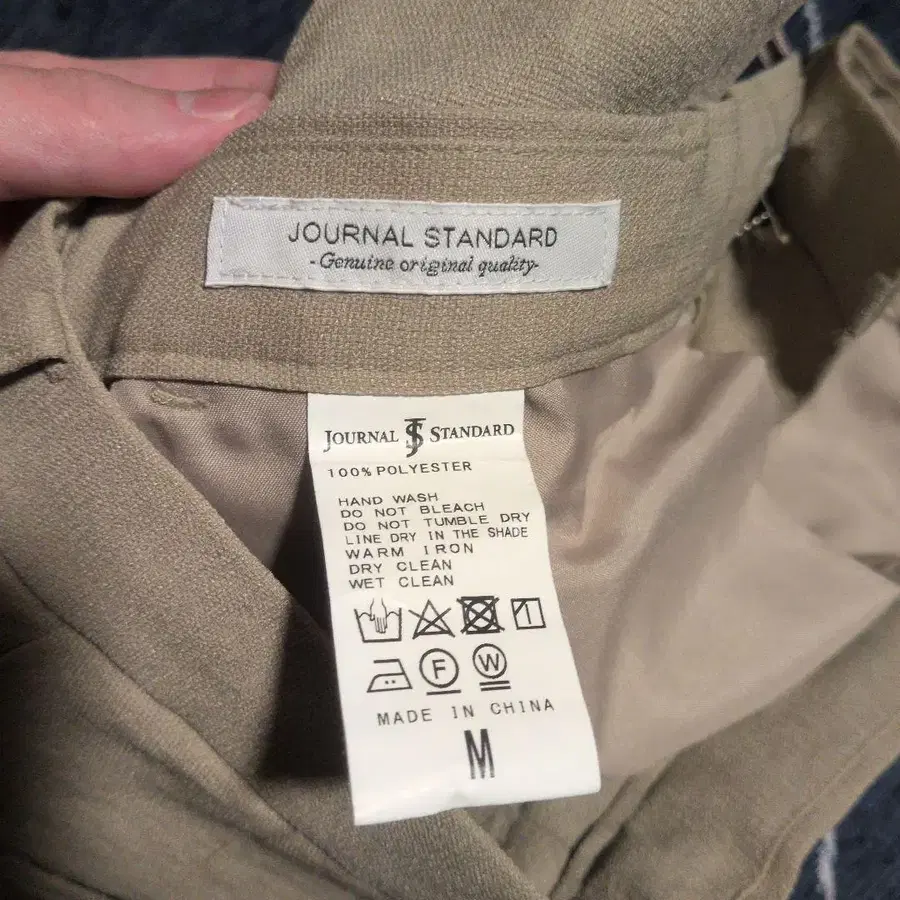 JOURNAL STANDARD
-Genuine original quality-
JOURNAL JS STANDARD
100% POLYESTER
HAND WASH
DO NOT BLEACH
DO NOT TUMBLE DRY
LINE DRY IN THE SHADE
WARM IRON
DRY CLEAN
WET CLEAN
F W
MADE IN CHINA
M